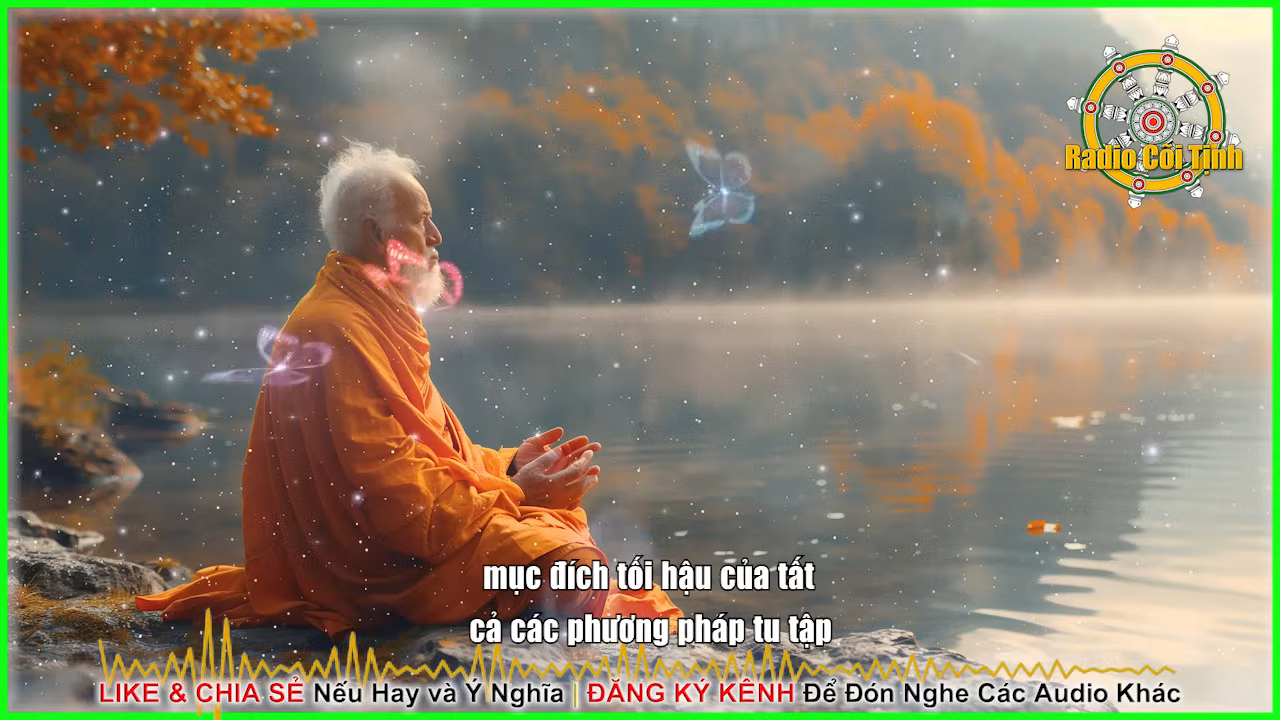 Radio Cõi Tịnh
mục đích tối hậu của tất
cả các phương pháp tu tập
LIKE & CHIA SẺ Nếu Hay và Ý Nghĩa | ĐĂNG KÝ KÊNH Để Đón Nghe Các Audio Khác